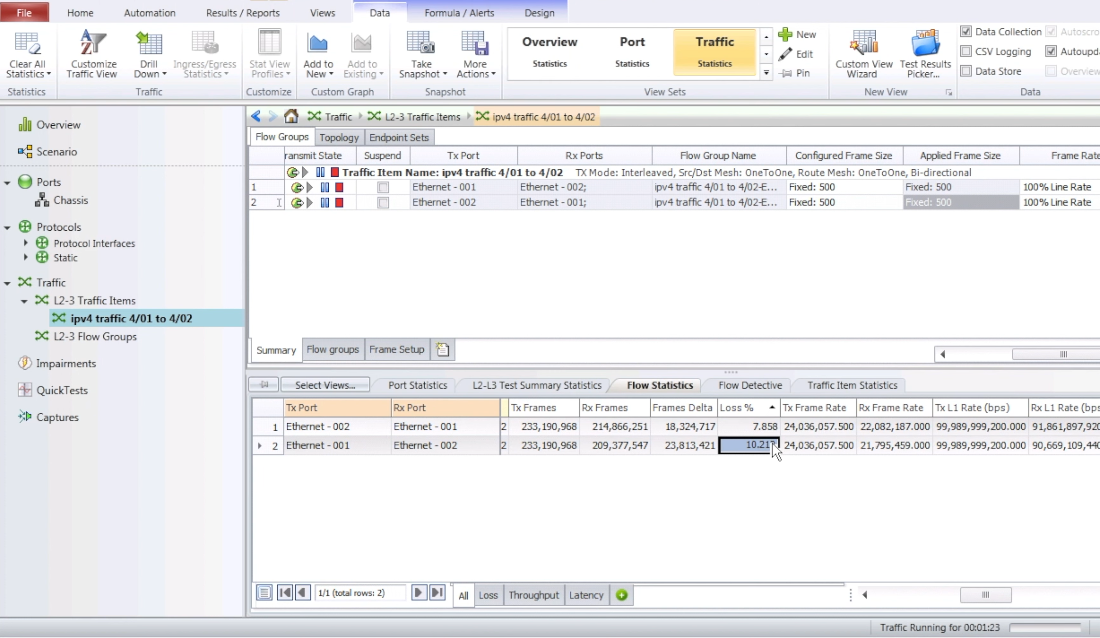 File Home Automation Results / Reports Views Data Formula / Alerts Design
Clear All Statistics
Customize Traffic View
Drill Down
Ingress/Egress Statistics
Stat View Profiles
Add to New
Add to Existing
Take Snapshot
More Actions
Overview Statistics
Port Statistics
Traffic Statistics
New
Edit
Pin
Custom View Wizard
Test Results Picker...
Data Collection Autoscro
CSV Logging Autoupda
Data Store Overview
Statistics Traffic Customize Custom Graph Snapshot View Sets New View Data
Overview
Scenario
Ports
Chassis
Protocols
Protocol Interfaces
Static
Traffic
L2-3 Traffic Items
ipv4 traffic 4/01 to 4/02
L2-3 Flow Groups
Impairments
QuickTests
Captures
Traffic L2-3 Traffic Items ipv4 traffic 4/01 to 4/02
Flow Groups Topology Endpoint Sets
ransmit State Suspend Tx Port Rx Ports Flow Group Name Configured Frame Size Applied Frame Size Frame Rate
Traffic Item Name: ipv4 traffic 4/01 to 4/02 TX Mode: Interleaved, Src/Dst Mesh: OneToOne, Route Mesh: OneToOne, Bi-directional
1 Ethernet - 001 Ethernet - 002; ipv4 traffic 4/01 to 4/02-E... Fixed: 500 Fixed: 500 100% Line Rate
2 Ethernet - 002 Ethernet - 001; ipv4 traffic 4/01 to 4/02-E... Fixed: 500 Fixed: 500 100% Line Rate
Summary Flow groups Frame Setup
Select Views... Port Statistics L2-L3 Test Summary Statistics Flow Statistics Flow Detective Traffic Item Statistics
Tx Port Rx Port Tx Frames Rx Frames Frames Delta Loss % Tx Frame Rate Rx Frame Rate Tx L1 Rate (bps) Rx L1 Rate (bps
1 Ethernet - 002 Ethernet - 001 2 233,190,968 214,866,251 18,324,717 7.858 24,036,057.500 22,082,187.000 99,989,999,200.000 91,861,897,920
2 Ethernet - 001 Ethernet - 002 2 233,190,968 209,377,547 23,813,421 10.21 24,036,057.500 21,795,459.000 99,989,999,200.000 90,669,109,440
1/1 (total rows: 2) All Loss Throughput Latency
Traffic Running for 00:01:23